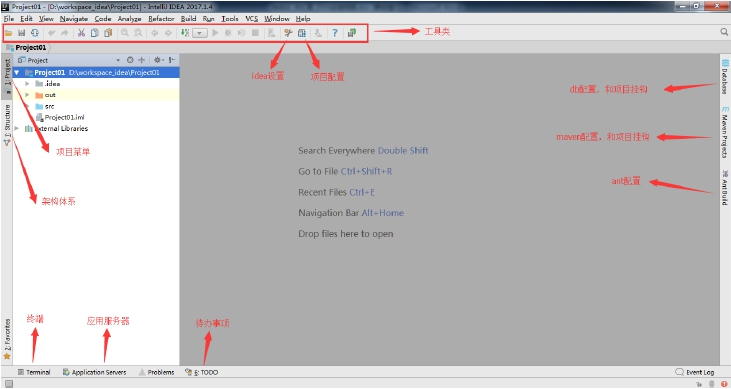 Project01 - [D:\workspace_idea\Project01] - IntelliJ IDEA 2017.1.4
File Edit View Navigate Code Analyze Refactor Build Run Tools VCS Window Help
工具类
Project01
Project
idea设置
项目配置
1: Project
Project01 D:\workspace_idea\Project01
.idea
out
src
Project01.iml
External Libraries
2: Structure
项目菜单
架构体系
Search Everywhere Double Shift
Go to File Ctrl+Shift+R
Recent Files Ctrl+E
Navigation Bar Alt+Home
Drop files here to open
db配置，和项目挂钩
Database
maven配置，和项目挂钩
Maven Projects
ant配置
Ant Build
2: Favorites
终端
应用服务器
待办事项
Terminal
Application Servers
Problems
6: TODO
Event Log